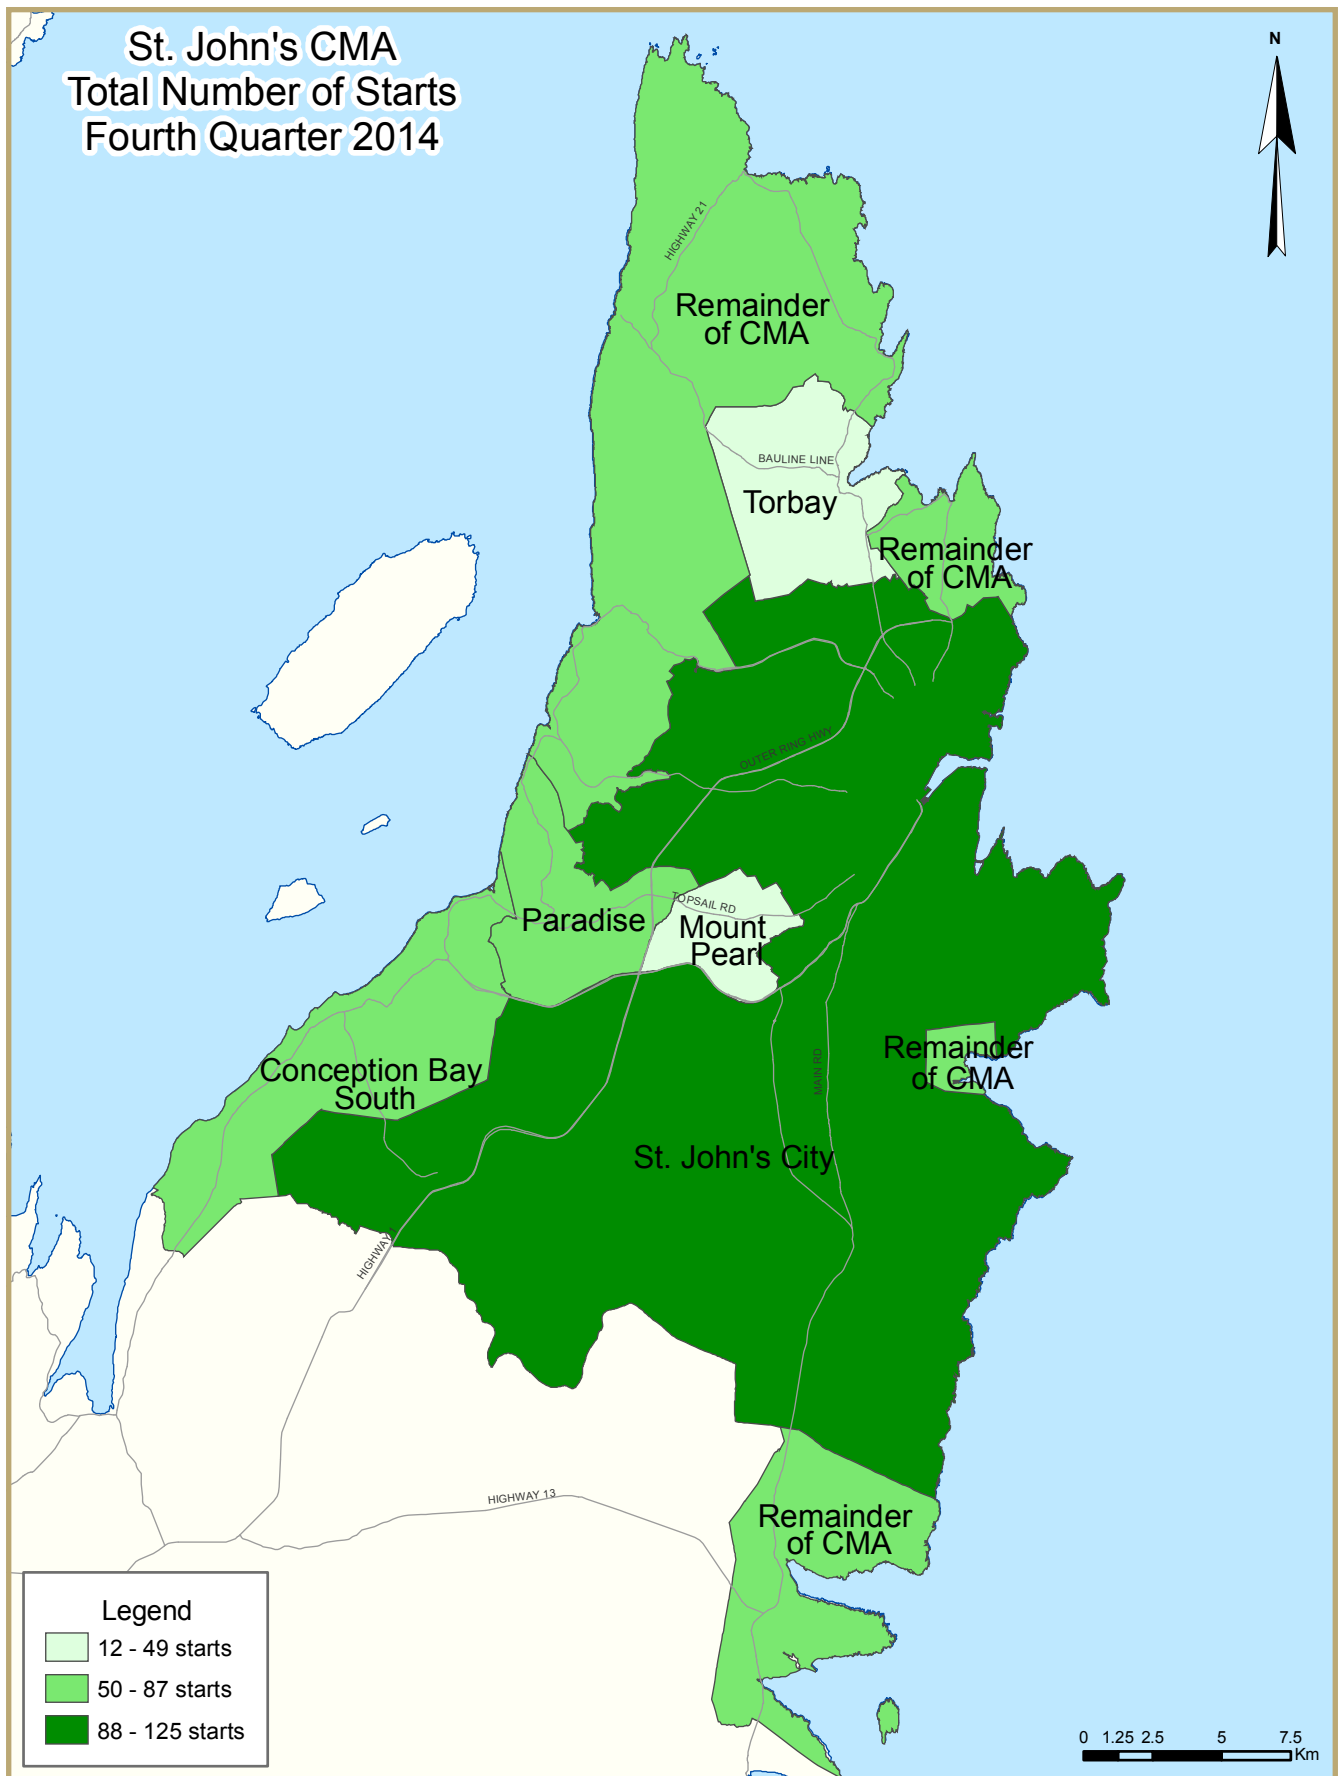 St. John's CMA
Total Number of Starts
Fourth Quarter 2014
N
HIGHWAY 21
Remainder
of CMA
BAULINE LINE
Torbay
Remainder
of CMA
OUTER RING HWY
TOPSAIL RD
Paradise
Mount
Pearl
Conception Bay
South
MAIN RD
Remainder
of CMA
St. John's City
HIGHWAY 1
HIGHWAY 13
Remainder
of CMA
Legend
12 - 49 starts
50 - 87 starts
88 - 125 starts
0 1.25 2.5 5 7.5
Km